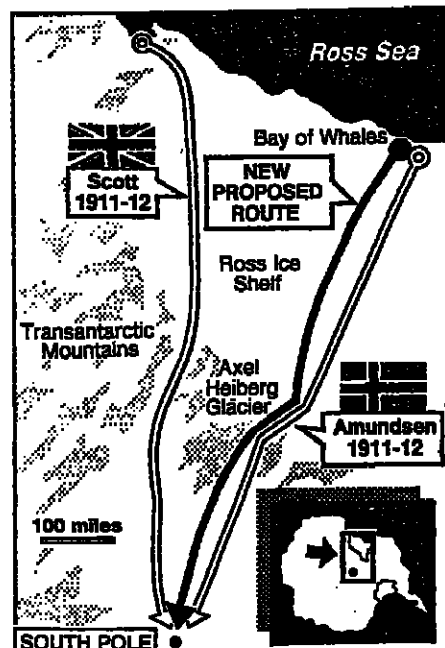 Ross Sea
Bay of Whales
Scott
1911-12
NEW
PROPOSED
ROUTE
Ross Ice
Shelf
Transantarctic
Mountains
Axel
Heiberg
Glacier
Amundsen
1911-12
100 miles
SOUTH POLE